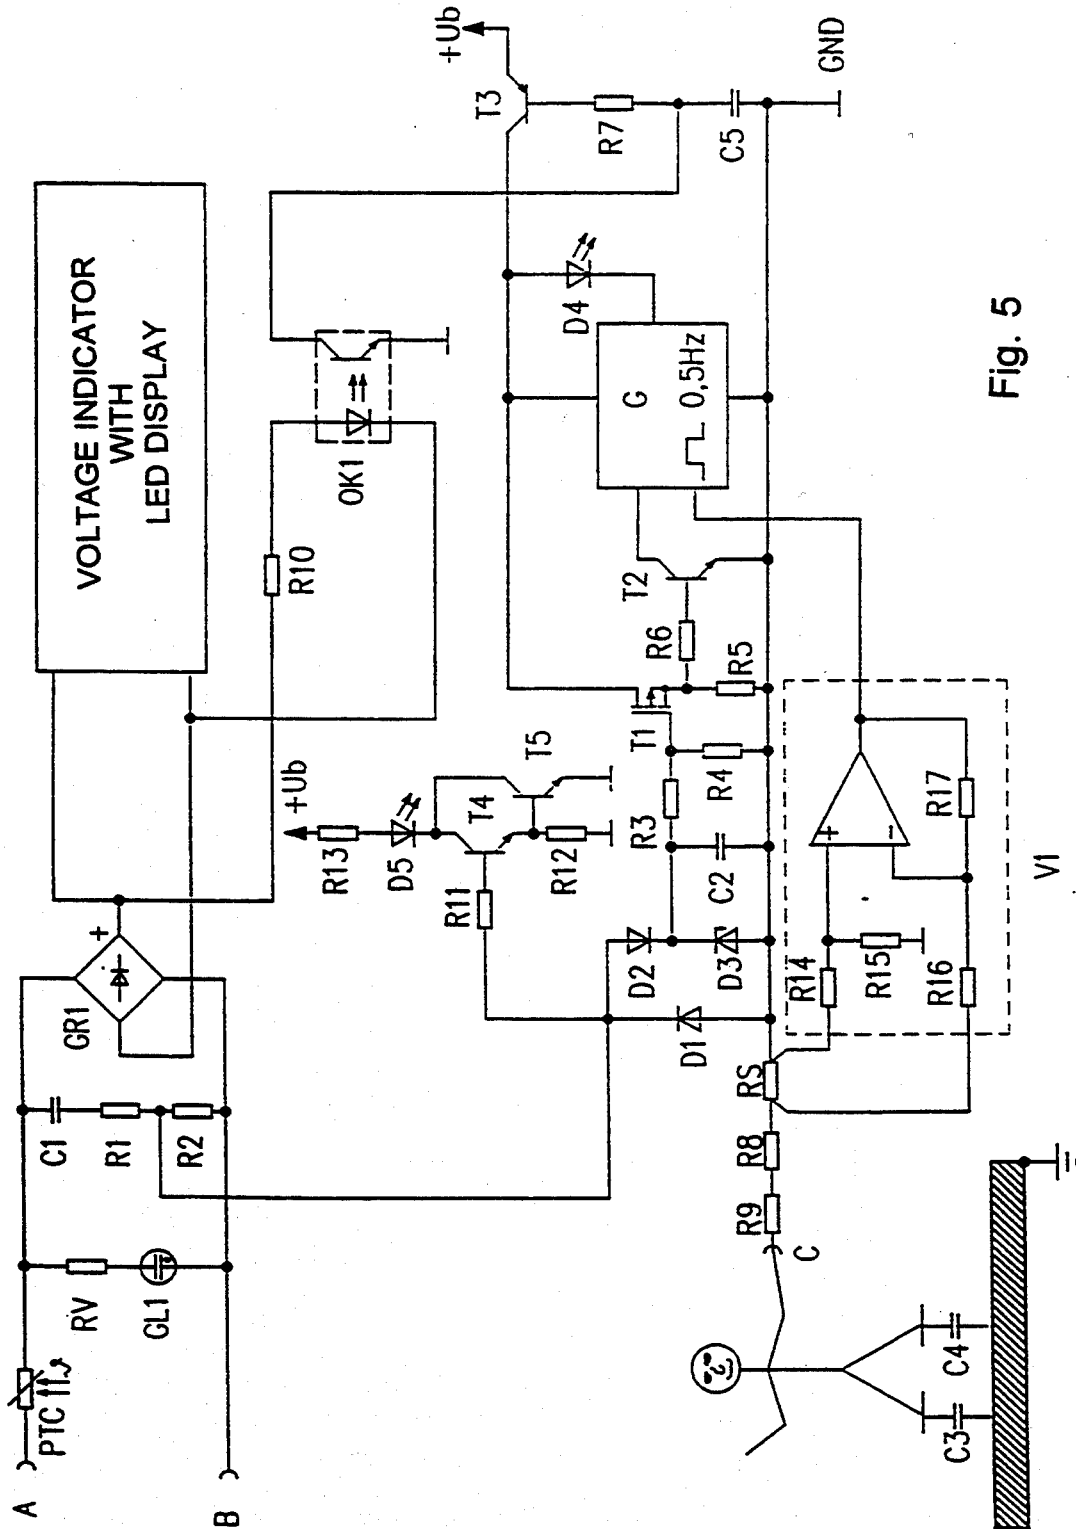 A
B
PTC
RV
GL1
C1
R1
R2
GR1
+
VOLTAGE INDICATOR
WITH
LED DISPLAY
R10
OK1
+Ub
R13
D5
R11
T4
T5
R12
D1
D2
D3
C2
R3
R4
T1
R5
R6
T2
G
0,5Hz
D4
T3
+Ub
R7
C5
GND
C
R9
R8
RS
R14
R15
R16
R17
+
-
V1
C3
C4
Fig. 5